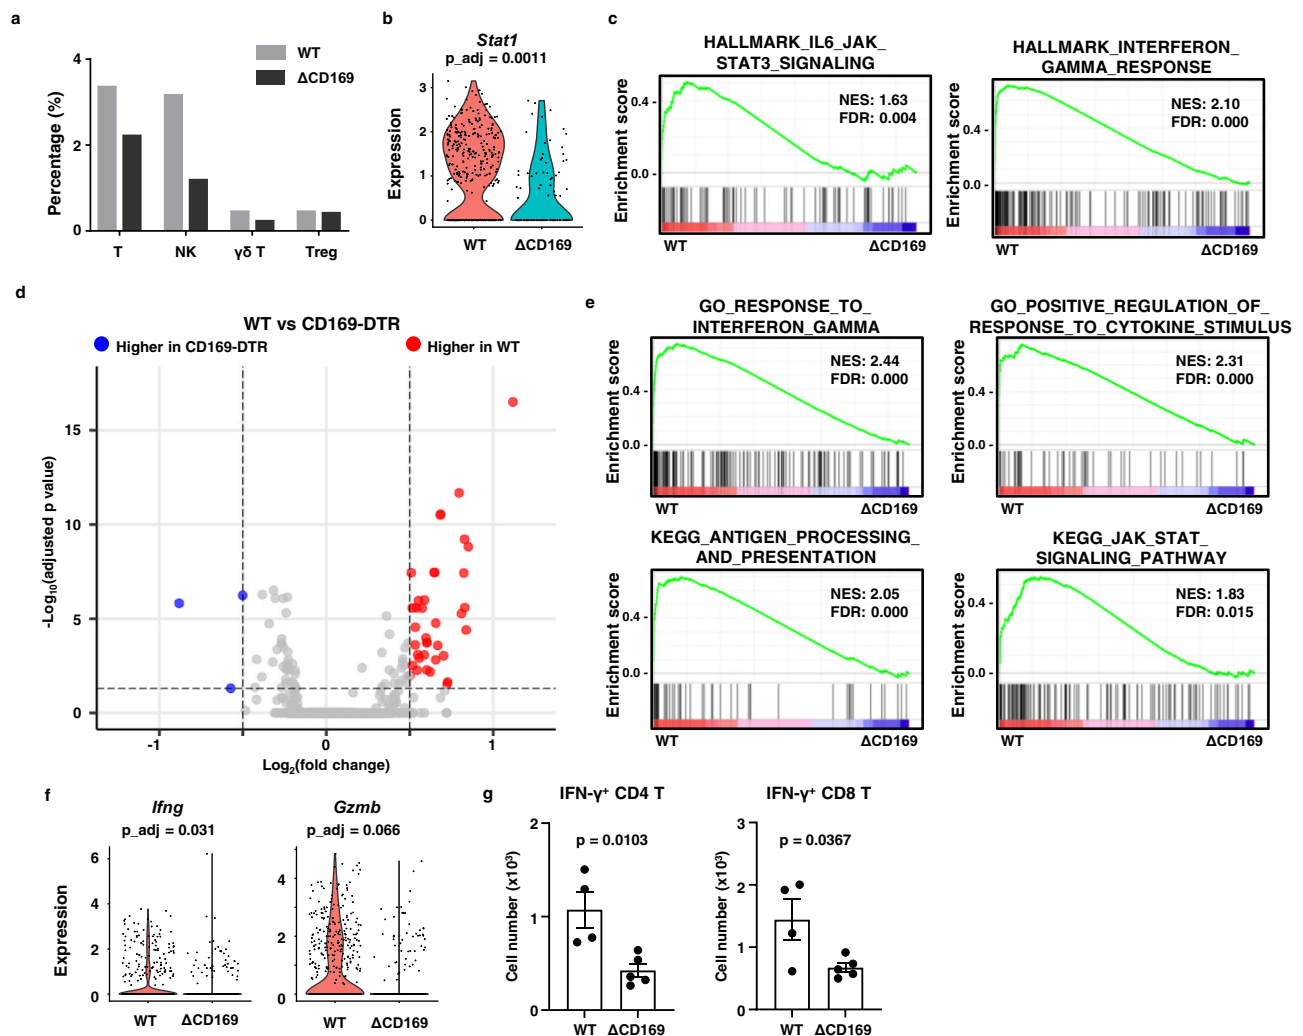 a
WT
ΔCD169
Percentage (%)
4
2
0
T
NK
γδ T
Treg
b
Stat1
p_adj = 0.0011
Expression
3
2
1
0
WT
ΔCD169
c
HALLMARK_IL6_JAK_
STAT3_SIGNALING
Enrichment score
0.4
0.0
NES: 1.63
FDR: 0.004
WT
ΔCD169
HALLMARK_INTERFERON_
GAMMA_RESPONSE
Enrichment score
0.4
0.0
NES: 2.10
FDR: 0.000
WT
ΔCD169
d
WT vs CD169-DTR
Higher in CD169-DTR
Higher in WT
-Log10(adjusted p value)
15
10
5
0
-1
0
1
Log2(fold change)
e
GO_RESPONSE_TO_
INTERFERON_GAMMA
Enrichment score
0.4
0.0
NES: 2.44
FDR: 0.000
WT
ΔCD169
GO_POSITIVE_REGULATION_OF_
RESPONSE_TO_CYTOKINE_STIMULUS
Enrichment score
0.4
0.0
NES: 2.31
FDR: 0.000
WT
ΔCD169
KEGG_ANTIGEN_PROCESSING_
AND_PRESENTATION
Enrichment score
0.4
0.0
NES: 2.05
FDR: 0.000
WT
ΔCD169
KEGG_JAK_STAT_
SIGNALING_PATHWAY
Enrichment score
0.4
0.0
NES: 1.83
FDR: 0.015
WT
ΔCD169
f
Ifng
p_adj = 0.031
Expression
6
4
2
0
WT
ΔCD169
Gzmb
p_adj = 0.066
4
2
0
WT
ΔCD169
g
IFN-γ+ CD4 T
p = 0.0103
Cell number (x10³)
2
1
0
WT
ΔCD169
IFN-γ+ CD8 T
p = 0.0367
Cell number (x10³)
3
2
1
0
WT
ΔCD169